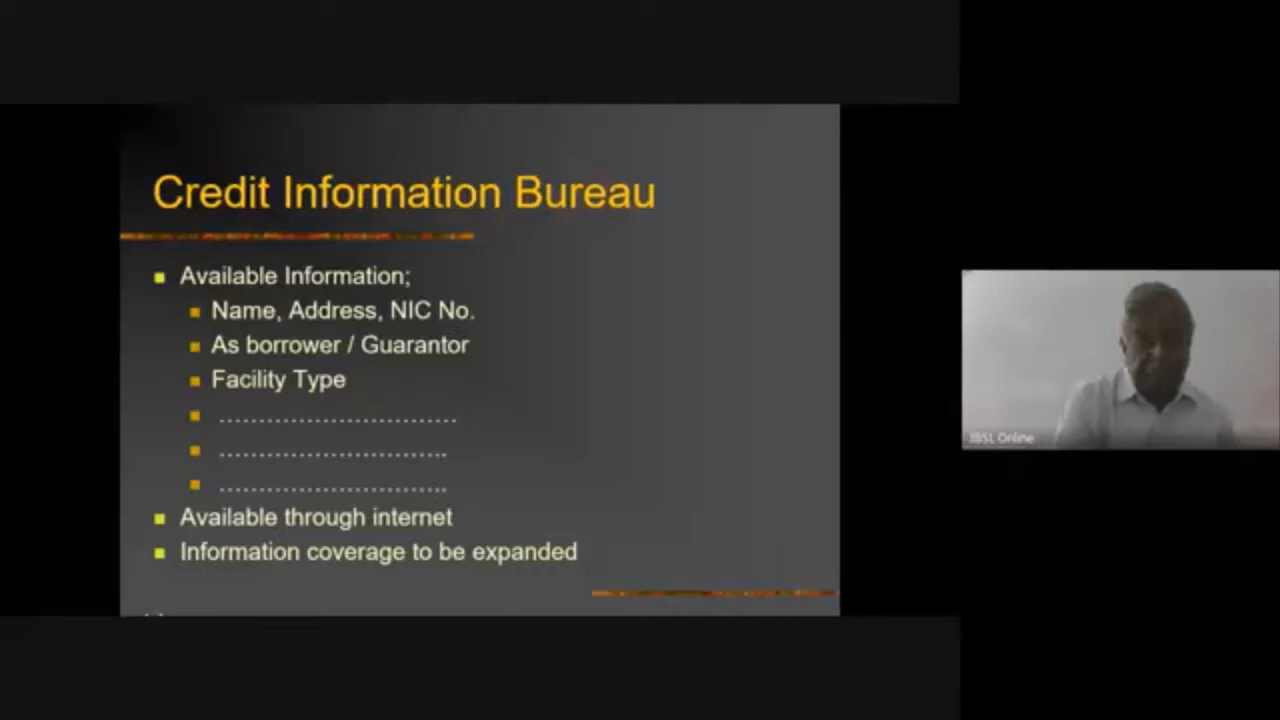 Credit Information Bureau
Available Information;
Name, Address, NIC No.
As borrower / Guarantor
Facility Type
................................
...............................
...............................
Available through internet
Information coverage to be expanded
IBSL Online